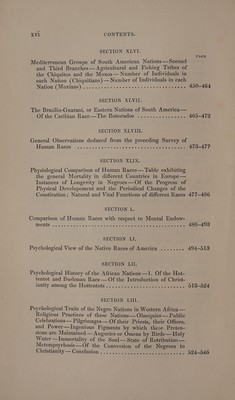 xvi CONTENTS.
SECTION XLVI.
PAGE
Mediterranean Groups of South American Nations—Second
and Third Branches—Agricultural and Fishing Tribes of
the Chiquitos and the Moxos—Number of Individuals in
each Nation (Chiquitians)—Number of Individuals in each
Nation (Moxians) 450-464
SECTION XLVII.
The Brasilio-Guarani, or Eastern Nations of South America—
Of the Caribian Race—The Botocudos 465-472
SECTION XLVIII.
General Observations deduced from the preceding Survey of
Human Races 473-477
SECTION XLIX.
Physiological Comparison of Human Races—Table exhibiting
the general Mortality in different Countries in Europe—
Instances of Longevity in Negroes—Of the Progress of
Physical Development and the Periodical Changes of the
Constitution; Natural and Vital Functions of different Races 477-486
SECTION L.
Comparison of Human Races with respect to Mental Endow-
ments 486-493
SECTION LI.
Psychological View of the Native Races of America 494-513
SECTION LII.
Psychological History of the African Nations—1. Of the Hot-
tentot and Bushman Race—Of the Introduction of Christ-
ianity among the Hottentots 513-524
SECTION LIII.
Psychological Traits of the Negro Nations in Western Africa—
Religious Practices of these Nations—Obsequies—Public
Celebrations—Pilgrimages—Of their Priests, their Offices,
and Power—Ingenious Figments by which these Preten-
sions are Maintained—Auguries or Omens by Birds—Holy
Water—Immortality of the Soul—State of Retribution—
Metempsychosis—Of the Conversion of the Negroes to
Christianity—Conclusion 524-546